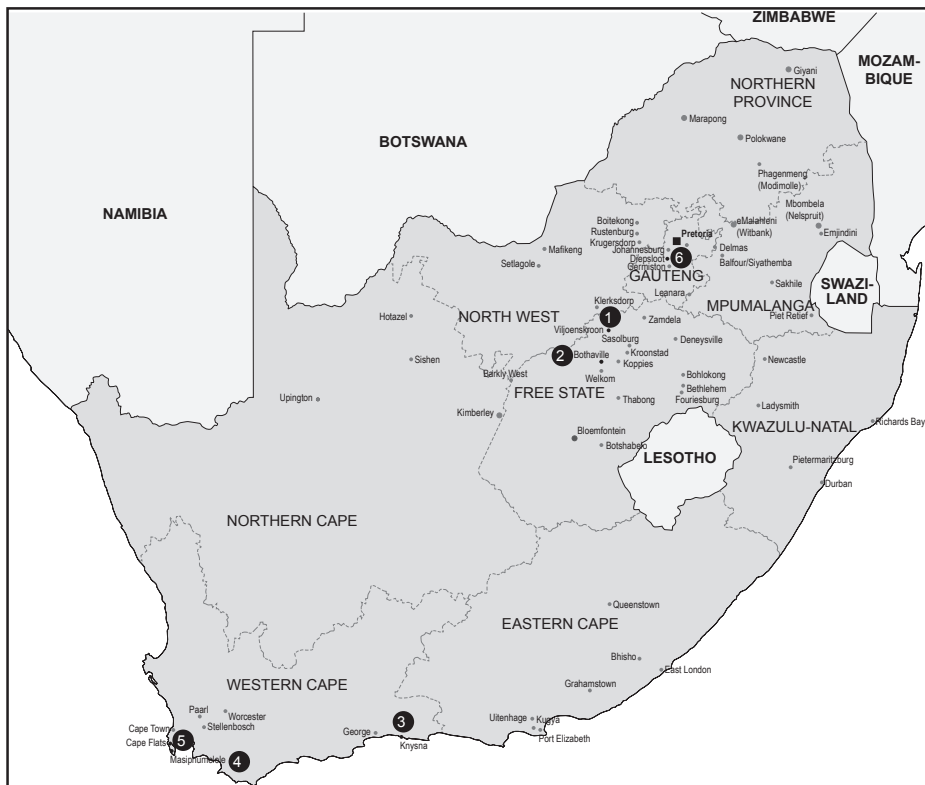 ZIMBABWE
MOZAM-
BIQUE
Giyani
NORTHERN
PROVINCE
Marapong
BOTSWANA
Polokwane
Phagenmeng
(Modimolle)
NAMIBIA
Mbombela
(Nelspruit)
Boitekong
Rustenburg
eMalahleni
(Witbank)
Emjindini
Krugersdorp
Pretoria
Mafikeng
Johannesburg
Delmas
Setlagole
Diepsloot
6
Balfour/Siyathemba
Germiston
GAUTENG
Sakhile
SWAZI-
LAND
Leanara
Klerksdorp
MPUMALANGA
Hotazel
NORTH WEST
1
Zamdela
Piet Retief
Viljoenskroon
Sasolburg
Deneysville
2
Bothaville
Kroonstad
Sishen
Koppies
Newcastle
Barkly West
Welkom
Bohlokong
Bethlehem
FREE STATE
Fouriesburg
Upington
Thabong
Ladysmith
Kimberley
KWAZULU-NATAL
Richards Bay
Bloemfontein
Botshabelo
LESOTHO
Pietermaritzburg
Durban
NORTHERN CAPE
Queenstown
EASTERN CAPE
Bhisho
East London
WESTERN CAPE
Grahamstown
Paarl
Worcester
3
Uitenhage
Kugya
Cape Town
Stellenbosch
George
Port Elizabeth
Cape Flats
5
Knysna
Masiphumelele
4